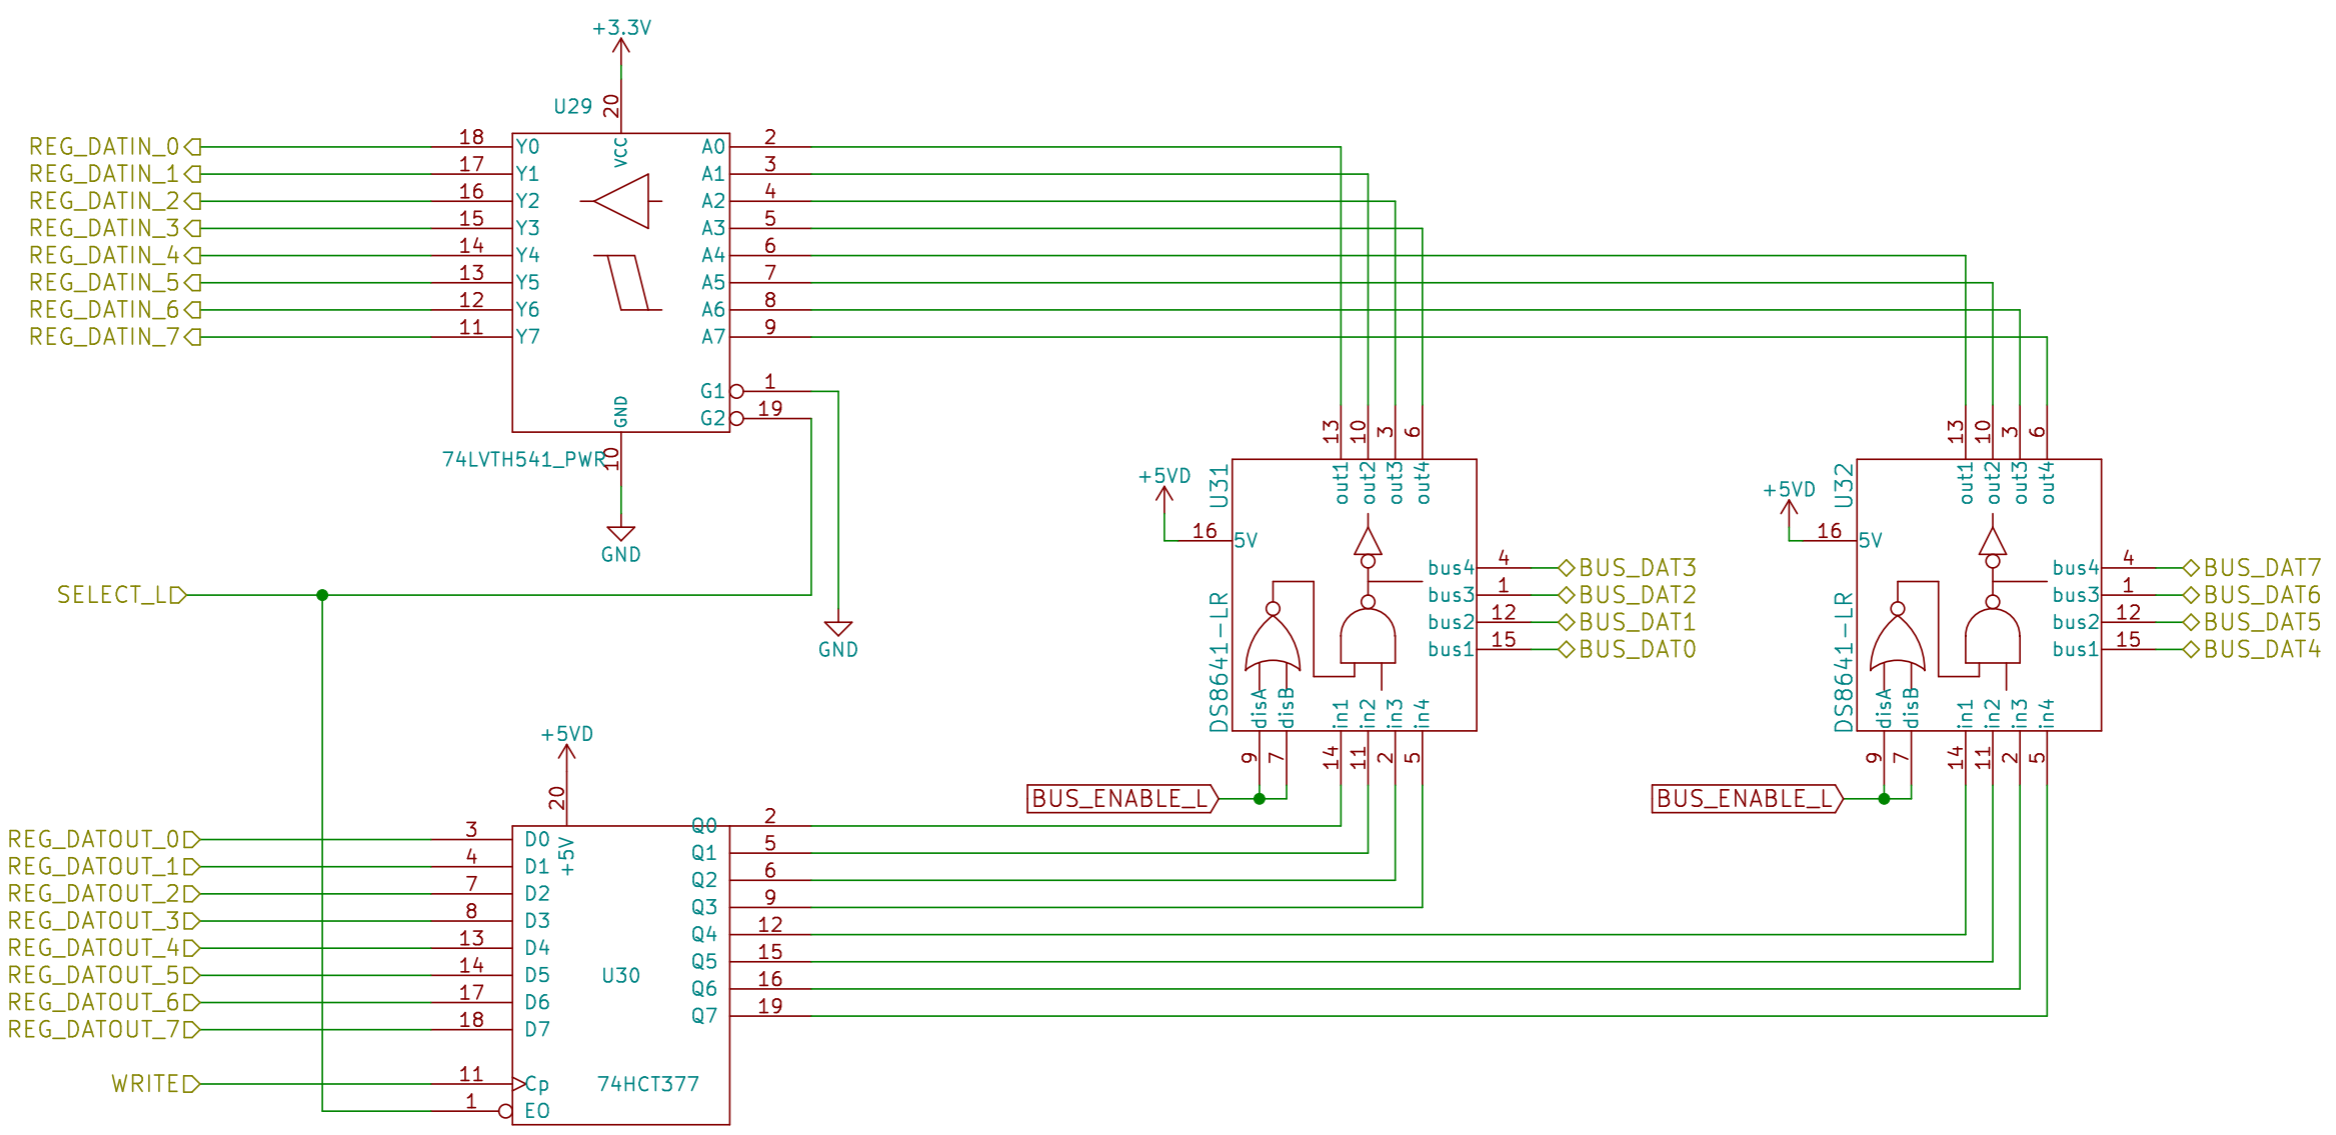 +3.3V
U29
20
VCC
REG_DATIN_0 18 Y0 A0 2
REG_DATIN_1 17 Y1 A1 3
REG_DATIN_2 16 Y2 A2 4
REG_DATIN_3 15 Y3 A3 5
REG_DATIN_4 14 Y4 A4 6
REG_DATIN_5 13 Y5 A5 7
REG_DATIN_6 12 Y6 A6 8
REG_DATIN_7 11 Y7 A7 9
G1 1
G2 19
GND
74LVTH541_PWR
10
GND
SELECT_L
GND
13 10 3 6
out1 out2 out3 out4
U31
+5VD
16 5V
bus4 4 BUS_DAT3
bus3 1 BUS_DAT2
bus2 12 BUS_DAT1
bus1 15 BUS_DAT0
DS8641-LR
disA disB in1 in2 in3 in4
9 7 14 11 2 5
BUS_ENABLE_L
13 10 3 6
out1 out2 out3 out4
U32
+5VD
16 5V
bus4 4 BUS_DAT7
bus3 1 BUS_DAT6
bus2 12 BUS_DAT5
bus1 15 BUS_DAT4
DS8641-LR
disA disB in1 in2 in3 in4
9 7 14 11 2 5
BUS_ENABLE_L
+5VD
20
+5V
Q0 2
REG_DATOUT_0 3 D0
Q1 5
REG_DATOUT_1 4 D1
Q2 6
REG_DATOUT_2 7 D2
Q3 9
REG_DATOUT_3 8 D3
Q4 12
REG_DATOUT_4 13 D4
Q5 15
REG_DATOUT_5 14 D5
U30
Q6 16
REG_DATOUT_6 17 D6
Q7 19
REG_DATOUT_7 18 D7
WRITE 11 Cp 74HCT377
1 EO